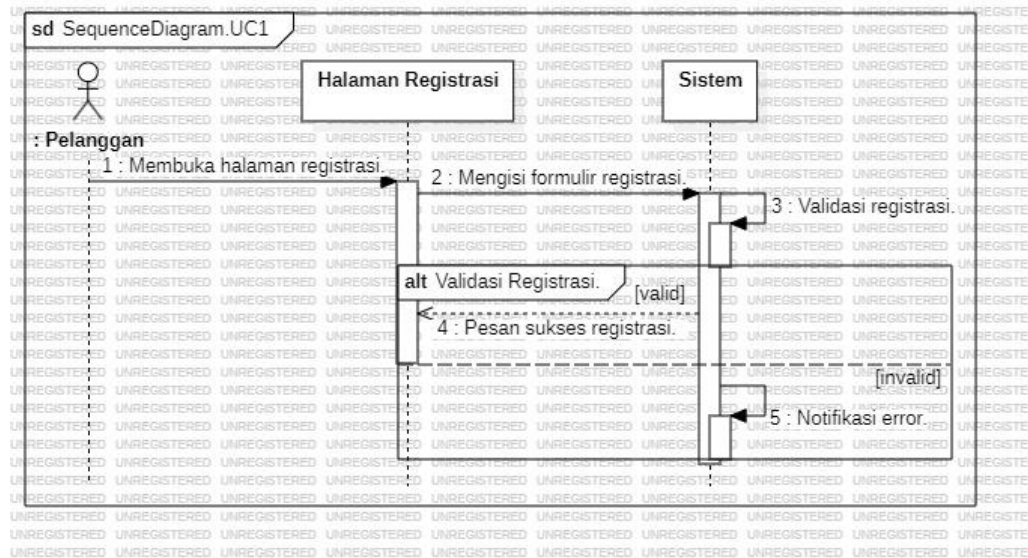 sd SequenceDiagram.UC1
Halaman Registrasi
Sistem
: Pelanggan
1 : Membuka halaman registrasi.
2 : Mengisi formulir registrasi.
3 : Validasi registrasi.
alt Validasi Registrasi.
[valid]
4 : Pesan sukses registrasi.
[invalid]
5 : Notifikasi error.
UNREGISTERED